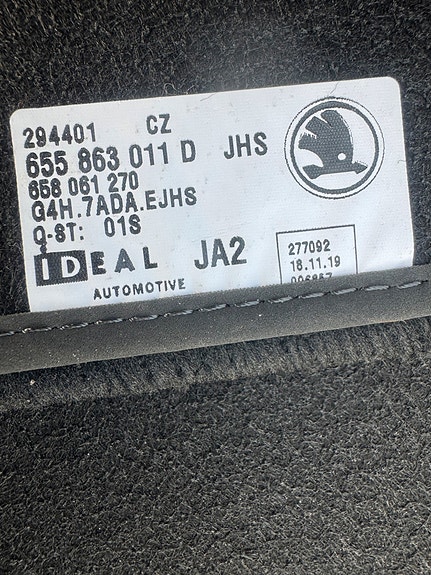 294401 CZ
655 863 011 D JHS
658 061 270
G4H.7ADA.EJHS
Q-8T: 01S
IDEAL JA2
AUTOMOTIVE
277092
18.11.19